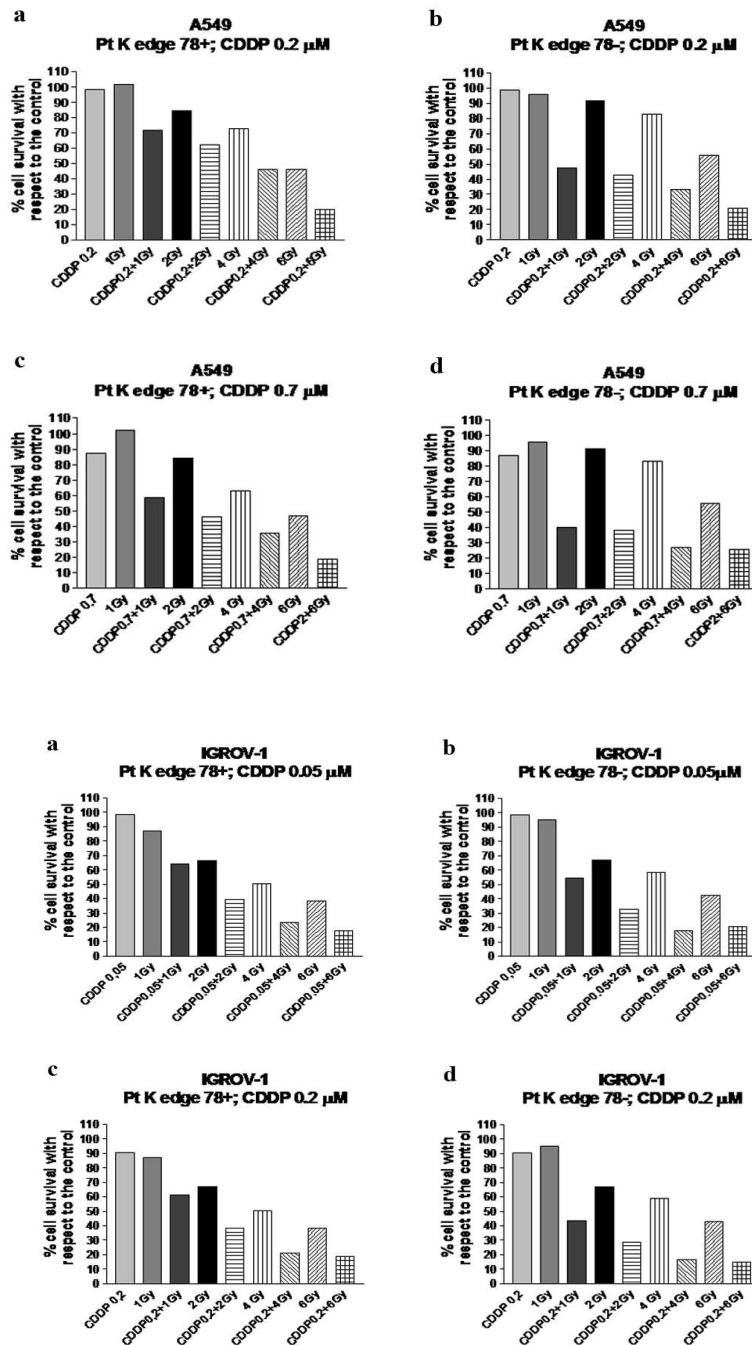 a
A549
Pt K edge 78+; CDDP 0.2 µM
% cell survival with
respect to the control
110
100
90
80
70
60
50
40
30
20
10
0
CDDP 0.2
1Gy
CDDP0.2+1Gy
2Gy
CDDP0.2+2Gy
4 Gy
CDDP0.2+4Gy
6Gy
CDDP0.2+6Gy
b
A549
Pt K edge 78-; CDDP 0.2 µM
% cell survival with
respect to the control
110
100
90
80
70
60
50
40
30
20
10
0
CDDP 0.2
1Gy
CDDP0.2+1Gy
2Gy
CDDP0.2+2Gy
4 Gy
CDDP0.2+4Gy
6Gy
CDDP0.2+6Gy
c
A549
Pt K edge 78+; CDDP 0.7 µM
% cell survival with
respect to the control
110
100
90
80
70
60
50
40
30
20
10
0
CDDP 0.7
1Gy
CDDP0.7+1Gy
2Gy
CDDP0.7+2Gy
4 Gy
CDDP0.7+4Gy
6Gy
CDDP2+6Gy
d
A549
Pt K edge 78-; CDDP 0.7 µM
% cell survival with
respect to the control
110
100
90
80
70
60
50
40
30
20
10
0
CDDP 0.7
1Gy
CDDP0.7+1Gy
2Gy
CDDP0.7+2Gy
4 Gy
CDDP0.7+4Gy
6Gy
CDDP2+6Gy
a
IGROV-1
Pt K edge 78+; CDDP 0.05 µM
% cell survival with
respect to the control
110
100
90
80
70
60
50
40
30
20
10
0
CDDP 0,05
1Gy
CDDP0,05+1Gy
2Gy
CDDP0.05+2Gy
4 Gy
CDDP0.05+4Gy
6Gy
CDDP0.05+6Gy
b
IGROV-1
Pt K edge 78-; CDDP 0.05µM
% cell survival with
respect to the control
110
100
90
80
70
60
50
40
30
20
10
0
CDDP 0,05
1Gy
CDDP0,05+1Gy
2Gy
CDDP0.05+2Gy
4 Gy
CDDP0.05+4Gy
6Gy
CDDP0.05+6Gy
c
IGROV-1
Pt K edge 78+; CDDP 0.2 µM
% cell survival with
respect to the control
110
100
90
80
70
60
50
40
30
20
10
0
CDDP 0.2
1Gy
CDDP0,2+1Gy
2Gy
CDDP0,2+2Gy
4 Gy
CDDP0.2+4Gy
6Gy
CDDP0.2+6Gy
d
IGROV-1
Pt K edge 78-; CDDP 0.2 µM
% cell survival with
respect to the control
110
100
90
80
70
60
50
40
30
20
10
0
CDDP 0.2
1Gy
CDDP0,2+1Gy
2Gy
CDDP0,2+2Gy
4 Gy
CDDP0.2+4Gy
6Gy
CDDP0.2+6Gy